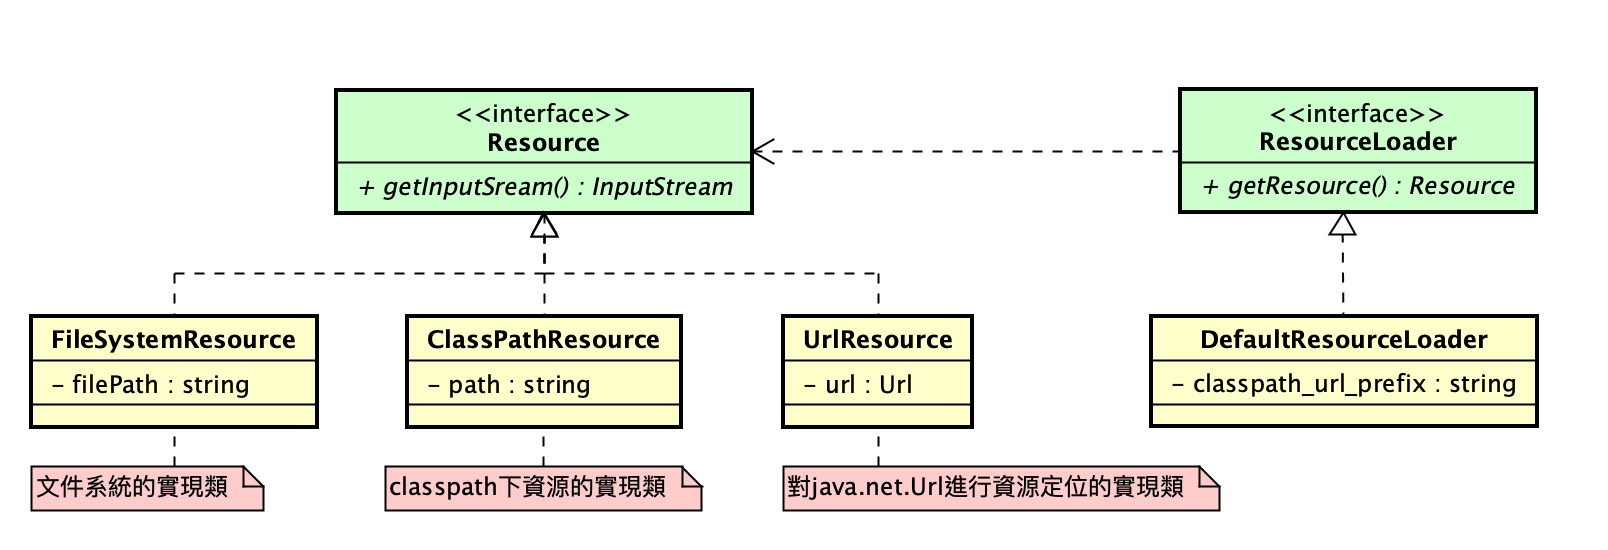 <<interface>>
Resource
+ getInputSream() : InputStream
<<interface>>
ResourceLoader
+ getResource() : Resource
FileSystemResource
- filePath : string
ClassPathResource
- path : string
UrlResource
- url : Url
DefaultResourceLoader
- classpath_url_prefix : string
文件系統的實現類
classpath下資源的實現類
對java.net.Url進行資源定位的實現類